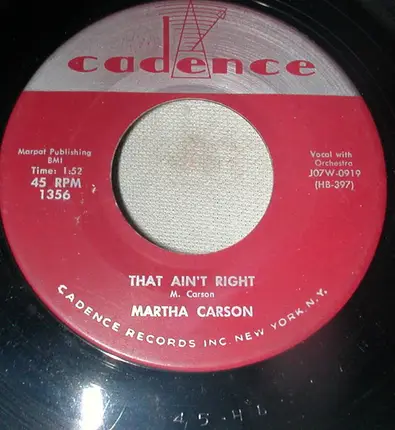 cadence
Marpat Publishing
BMI
Time: 1:52
45 RPM
1356
Vocal with
Orchestra
J07W-0919
(HB-397)
THAT AIN'T RIGHT
M. Carson
MARTHA CARSON
CADENCE RECORDS INC. NEW YORK, N.Y.